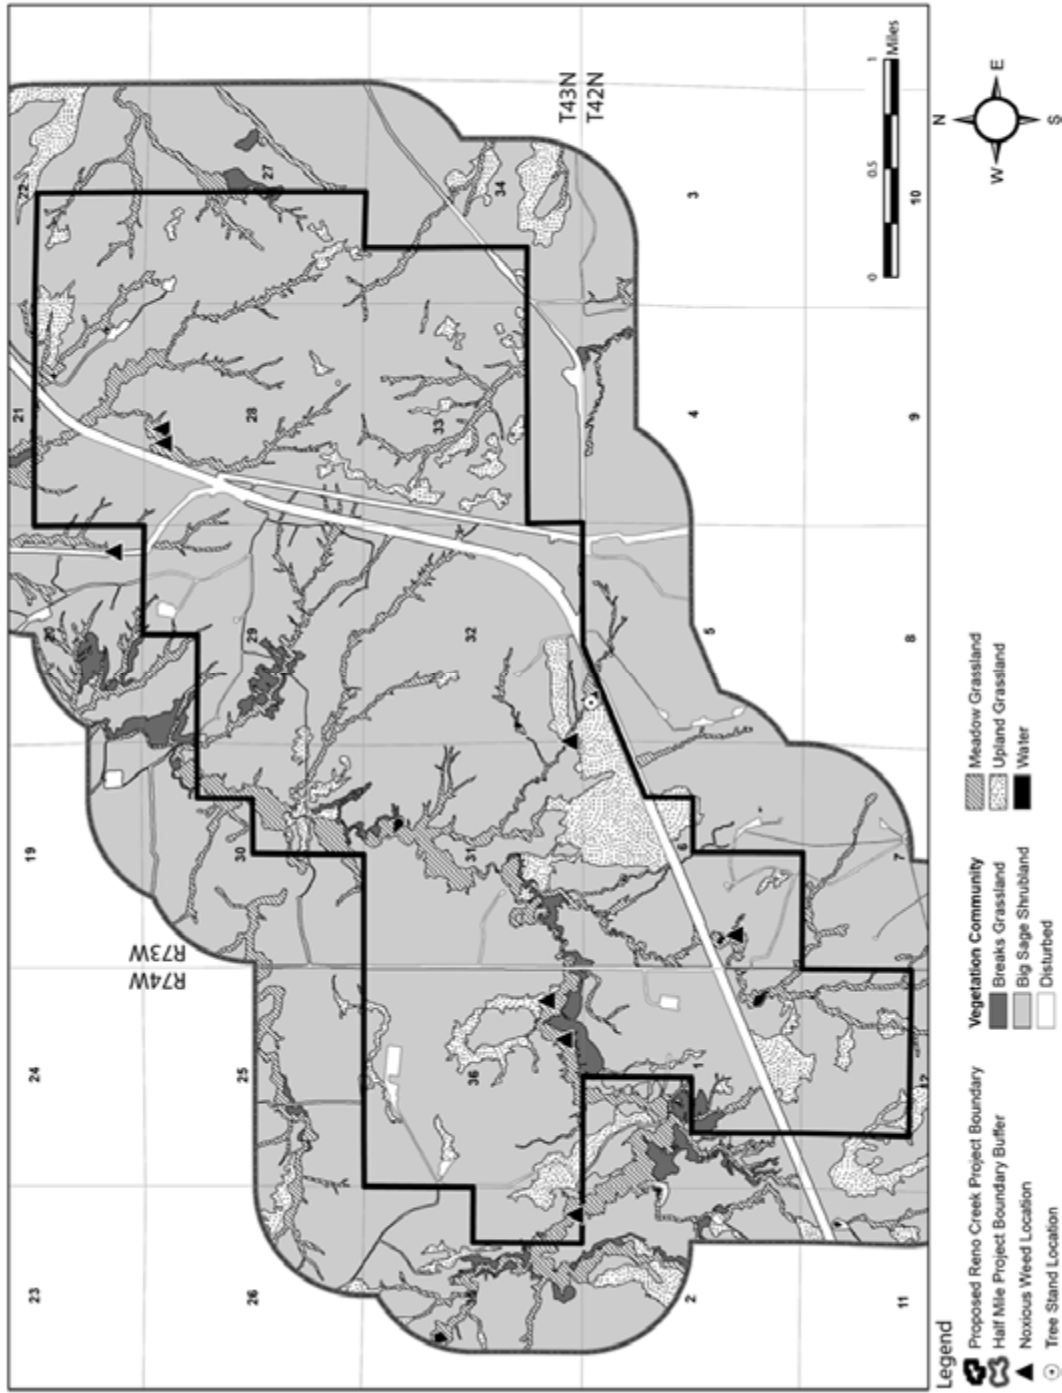 23
24
19
20
21
22
R74W
R73W
26
25
30
29
28
27
36
31
32
33
34
T43N
T42N
2
1
6
5
4
3
11
12
7
8
9
10
0 0.5 1
Miles
N
W E
S
Legend
Proposed Reno Creek Project Boundary
Half Mile Project Boundary Buffer
Noxious Weed Location
Tree Stand Location
Vegetation Community
Breaks Grassland
Big Sage Shrubland
Disturbed
Meadow Grassland
Upland Grassland
Water